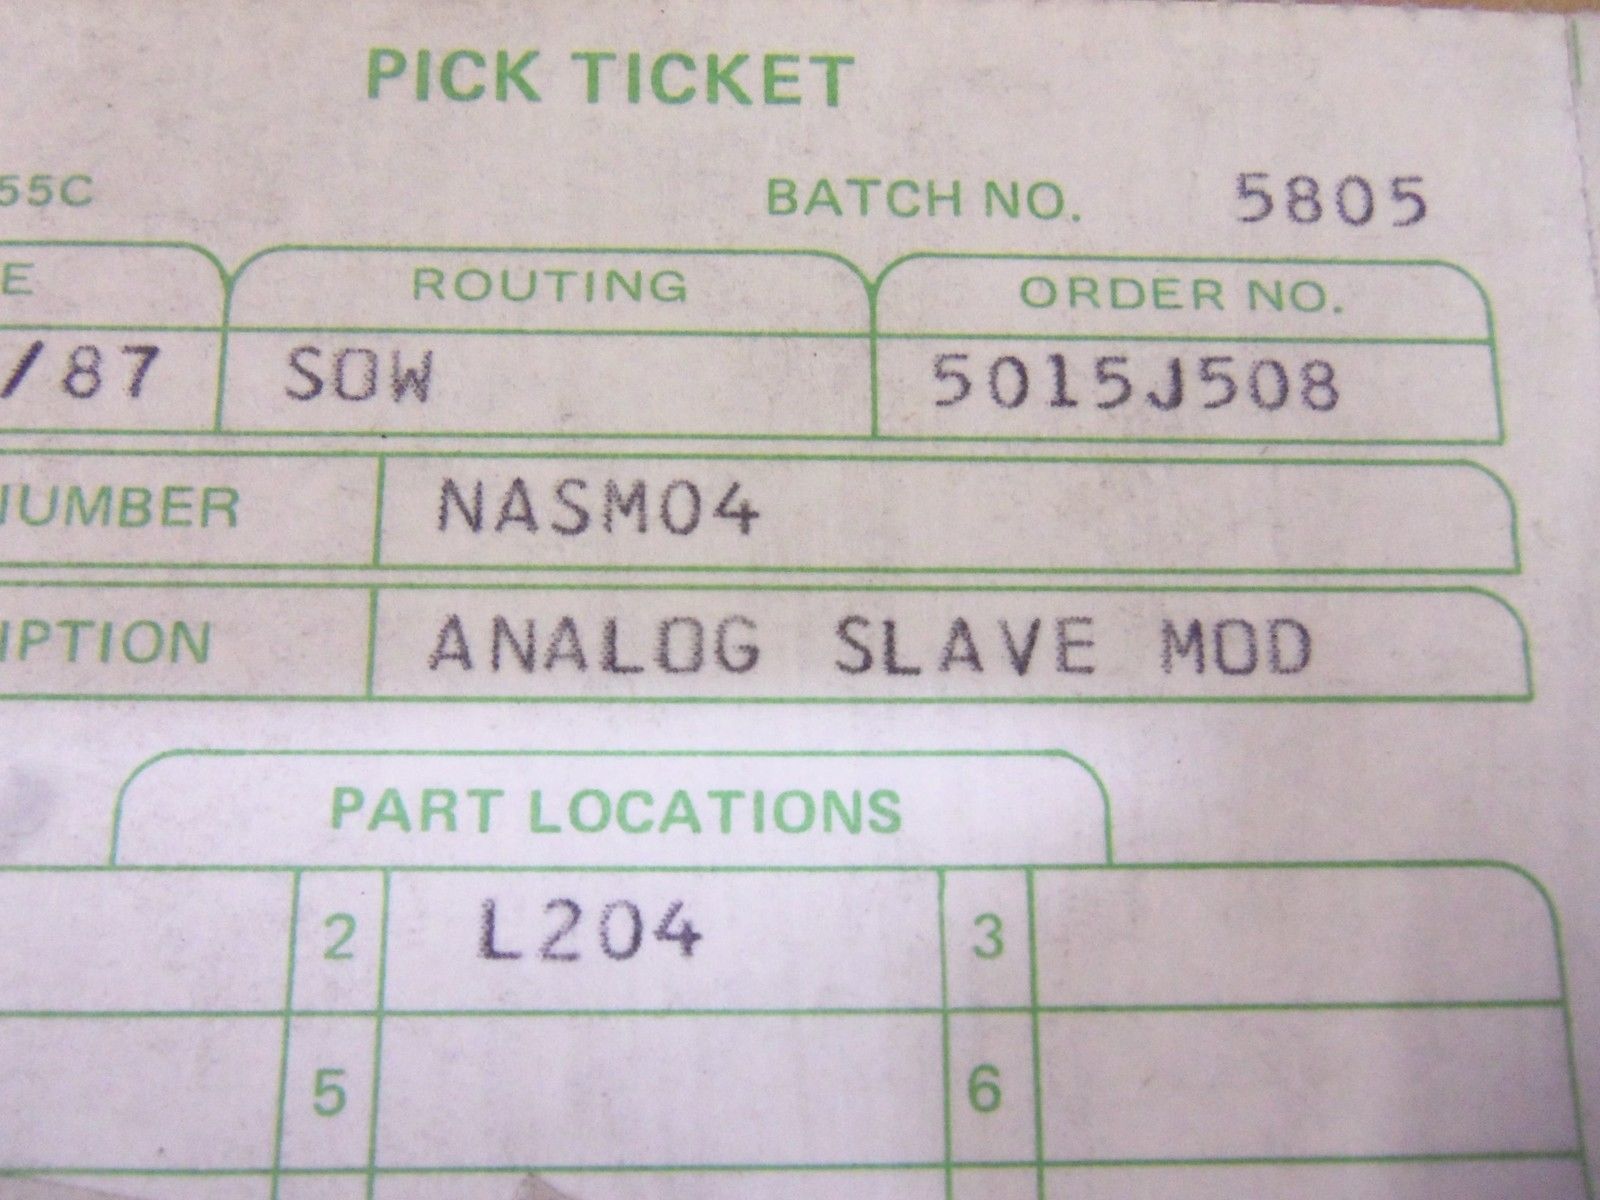 PICK TICKET
55C BATCH NO. 5805
E ROUTING ORDER NO.
/87 SOW 5015J508
NUMBER NASM04
IPTION ANALOG SLAVE MOD
PART LOCATIONS
2 L204 3
5 6